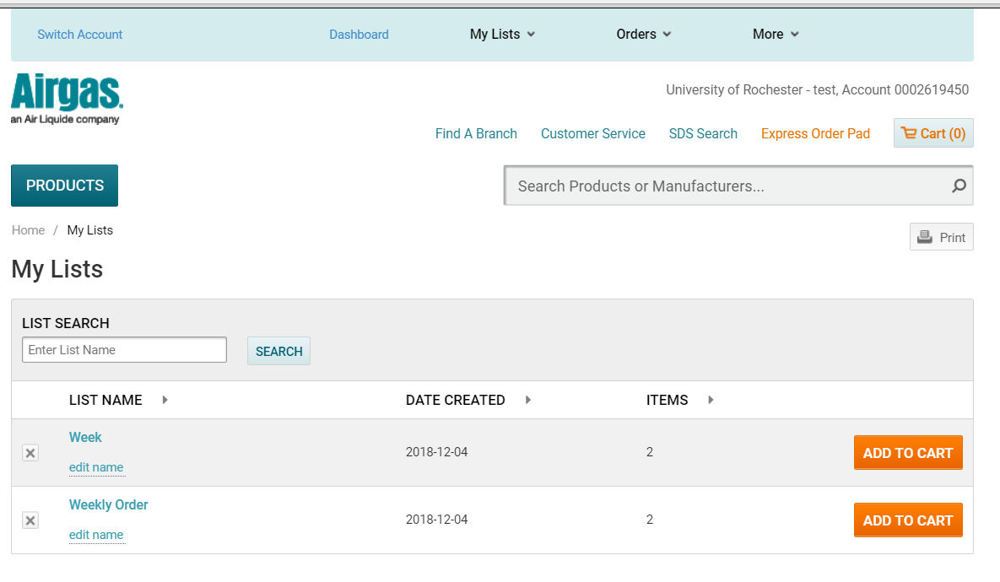 Switch Account Dashboard My Lists Orders More
Airgas.
an Air Liquide company
University of Rochester - test, Account 0002619450
Find A Branch Customer Service SDS Search Express Order Pad Cart (0)
PRODUCTS Search Products or Manufacturers...
Home / My Lists
Print
My Lists
LIST SEARCH
Enter List Name SEARCH
LIST NAME DATE CREATED ITEMS
Week
2018-12-04 2 ADD TO CART
edit name
Weekly Order
2018-12-04 2 ADD TO CART
edit name